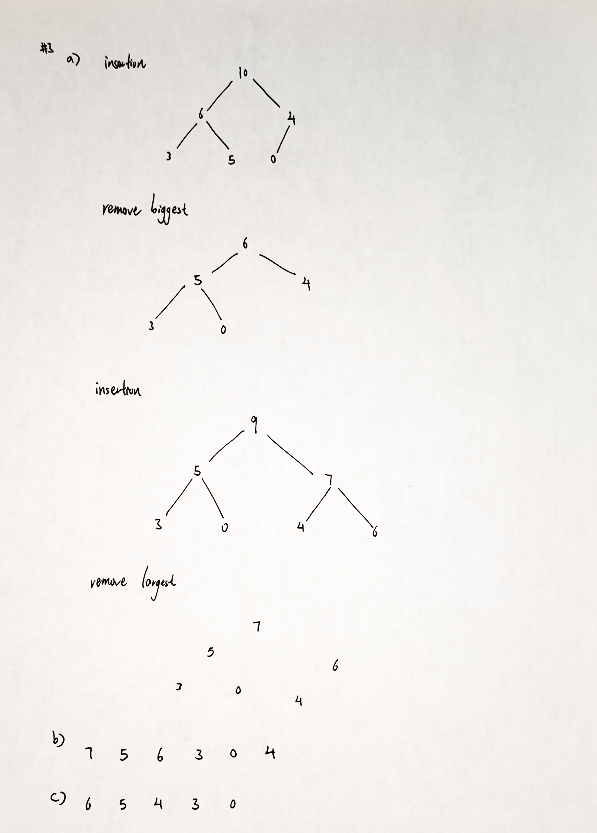 #3 a) insertion
10
6 4
3 5 0
remove biggest
6
5 4
3 0
insertion
9
5 7
3 0 4 6
remove largest
7
5
6
3 0 4
b) 7 5 6 3 0 4
c) 6 5 4 3 0